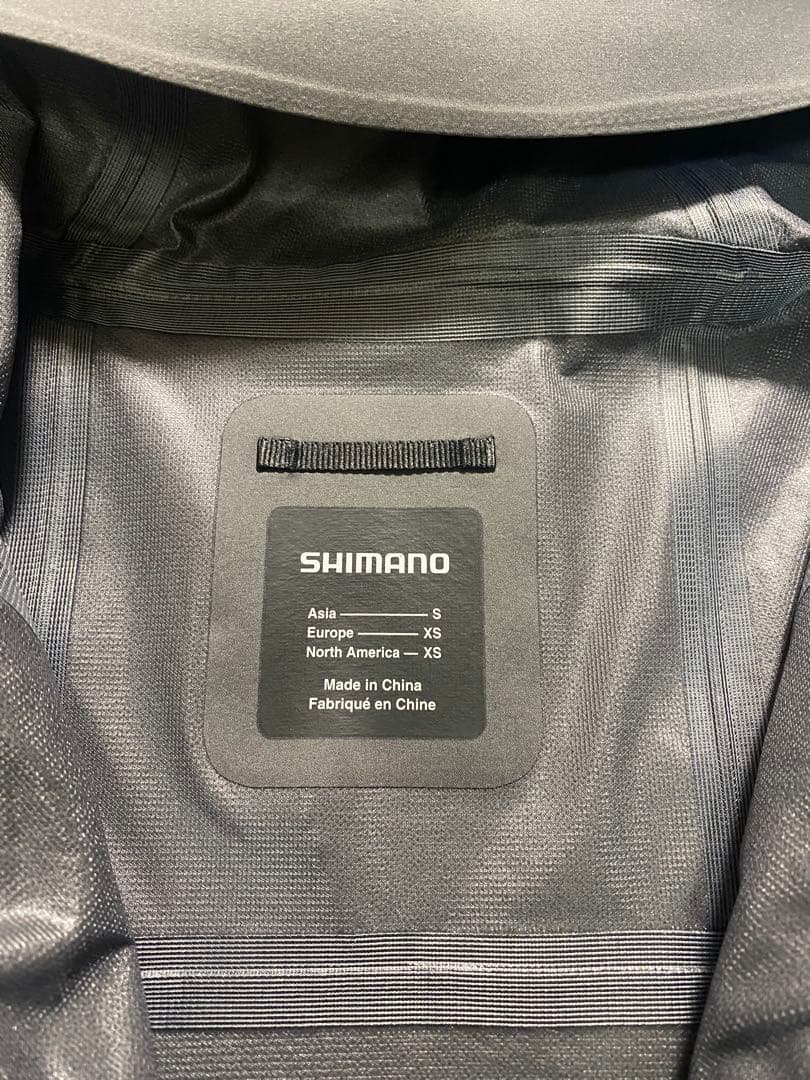 SHIMANO
Asia — S
Europe — XS
North America — XS
Made in China
Fabriqué en Chine